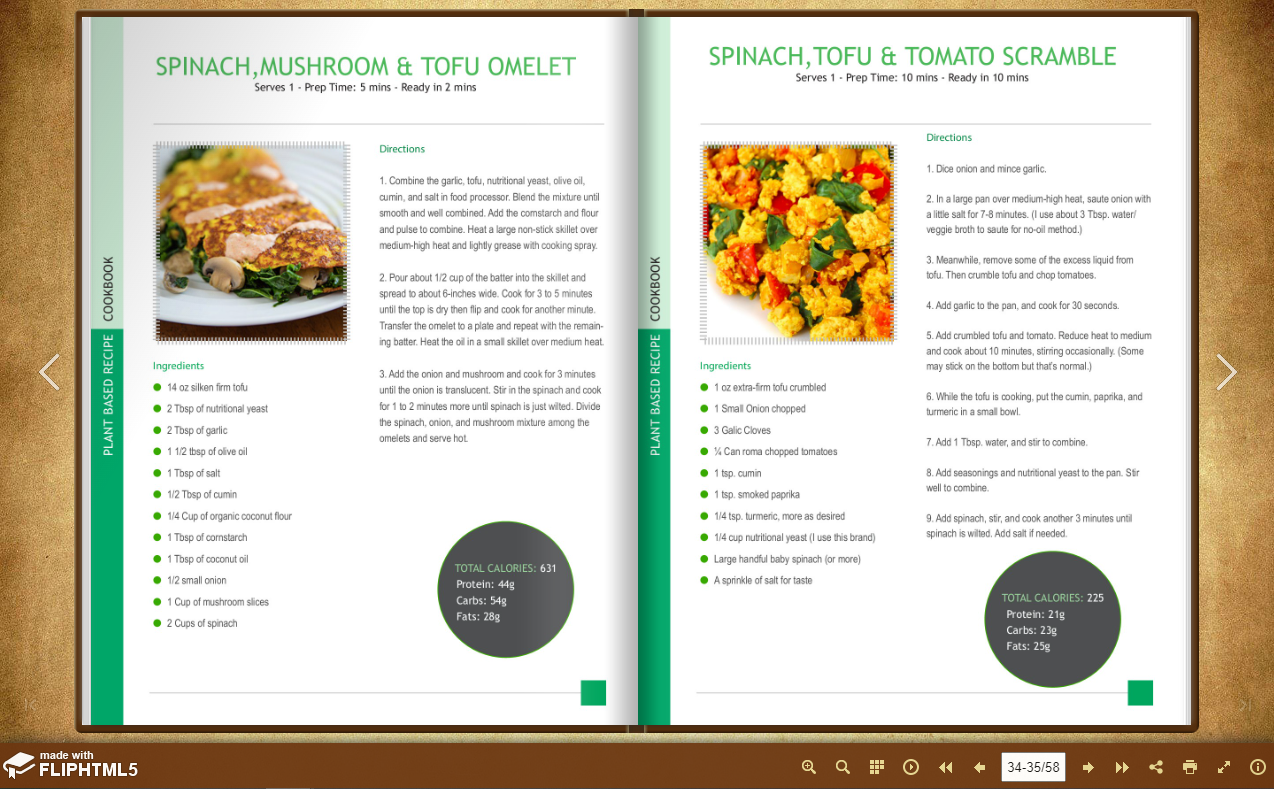 SPINACH,MUSHROOM & TOFU OMELET
Serves 1 - Prep Time: 5 mins - Ready in 2 mins
COOKBOOK
PLANT BASED RECIPE
Directions
1. Combine the garlic, tofu, nutritional yeast, olive oil,
cumin, and salt in food processor. Blend the mixture until
smooth and well combined. Add the cornstarch and flour
and pulse to combine. Heat a large non-stick skillet over
medium-high heat and lightly grease with cooking spray.
2. Pour about 1/2 cup of the batter into the skillet and
spread to about 6-inches wide. Cook for 3 to 5 minutes
until the top is dry then flip and cook for another minute.
Transfer the omelet to a plate and repeat with the remain-
ing batter. Heat the oil in a small skillet over medium heat.
3. Add the onion and mushroom and cook for 3 minutes
until the onion is translucent. Stir in the spinach and cook
for 1 to 2 minutes more until spinach is just wilted. Divide
the spinach, onion, and mushroom mixture among the
omelets and serve hot.
Ingredients
14 oz silken firm tofu
2 Tbsp of nutritional yeast
2 Tbsp of garlic
1 1/2 tbsp of olive oil
1 Tbsp of salt
1/2 Tbsp of cumin
1/4 Cup of organic coconut flour
1 Tbsp of cornstarch
1 Tbsp of coconut oil
1/2 small onion
1 Cup of mushroom slices
2 Cups of spinach
TOTAL CALORIES: 631
Protein: 44g
Carbs: 54g
Fats: 28g
SPINACH,TOFU & TOMATO SCRAMBLE
Serves 1 - Prep Time: 10 mins - Ready in 10 mins
COOKBOOK
PLANT BASED RECIPE
Directions
1. Dice onion and mince garlic.
2. In a large pan over medium-high heat, saute onion with
a little salt for 7-8 minutes. (I use about 3 Tbsp. water/
veggie broth to saute for no-oil method.)
3. Meanwhile, remove some of the excess liquid from
tofu. Then crumble tofu and chop tomatoes.
4. Add garlic to the pan, and cook for 30 seconds.
5. Add crumbled tofu and tomato. Reduce heat to medium
and cook about 10 minutes, stirring occasionally. (Some
may stick on the bottom but that's normal.)
6. While the tofu is cooking, put the cumin, paprika, and
turmeric in a small bowl.
7. Add 1 Tbsp. water, and stir to combine.
8. Add seasonings and nutritional yeast to the pan. Stir
well to combine.
9. Add spinach, stir, and cook another 3 minutes until
spinach is wilted. Add salt if needed.
Ingredients
1 oz extra-firm tofu crumbled
1 Small Onion chopped
3 Galic Cloves
¼ Can roma chopped tomatoes
1 tsp. cumin
1 tsp. smoked paprika
1/4 tsp. turmeric, more as desired
1/4 cup nutritional yeast (I use this brand)
Large handful baby spinach (or more)
A sprinkle of salt for taste
TOTAL CALORIES: 225
Protein: 21g
Carbs: 23g
Fats: 25g
made with
FLIPHTML5
34-35/58